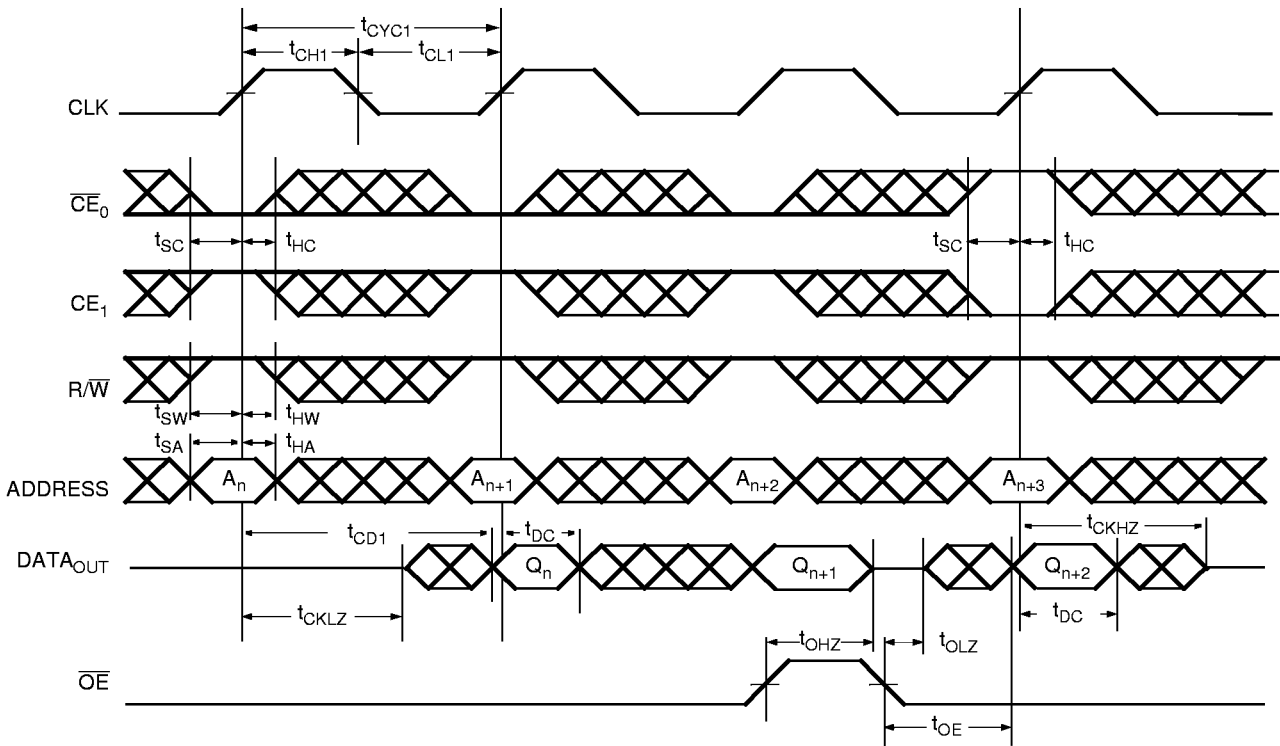 tCYC1
tCH1 tCL1
CLK
CE0
tSC tHC tSC tHC
CE1
R/W
tSW tHW
tSA tHA
ADDRESS An An+1 An+2 An+3
tCD1 tDC tCKHZ
DATAOUT Qn Qn+1 Qn+2
tCKLZ tDC
tOHZ tOLZ
OE
tOE